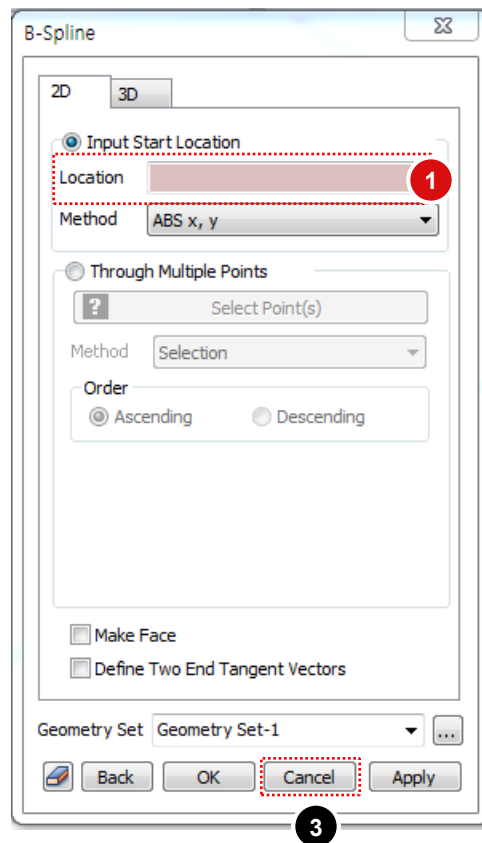 B-Spline
2D 3D
Input Start Location
Location 1
Method ABS x, y
Through Multiple Points
? Select Point(s)
Method Selection
Order
Ascending Descending
Make Face
Define Two End Tangent Vectors
Geometry Set Geometry Set-1 ...
Back OK Cancel Apply
3